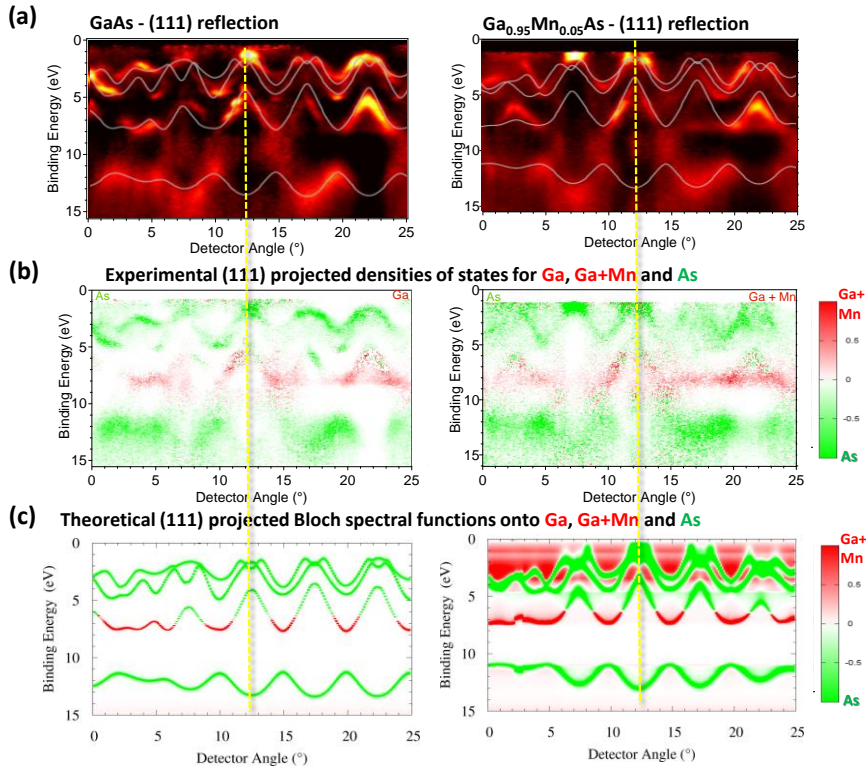 (a)
GaAs - (111) reflection
Ga0.95Mn0.05As - (111) reflection
Binding Energy (eV)
0
5
10
15
0 5 10 15 20 25
Detector Angle (°)
Binding Energy (eV)
0
5
10
15
0 5 10 15 20 25
Detector Angle (°)
(b)
Experimental (111) projected densities of states for Ga, Ga+Mn and As
As
Ga
Binding Energy (eV)
0
5
10
15
0 5 10 15 20 25
Detector Angle (°)
As
Ga + Mn
Binding Energy (eV)
0
5
10
15
0 5 10 15 20 25
Detector Angle (°)
Ga+
Mn
0.5
0
-0.5
As
(c)
Theoretical (111) projected Bloch spectral functions onto Ga, Ga+Mn and As
Binding Energy (eV)
0
5
10
15
0 5 10 15 20 25
Detector Angle (°)
Binding Energy (eV)
0
5
10
15
0 5 10 15 20 25
Detector Angle (°)
Ga+
Mn
0.5
0
-0.5
As